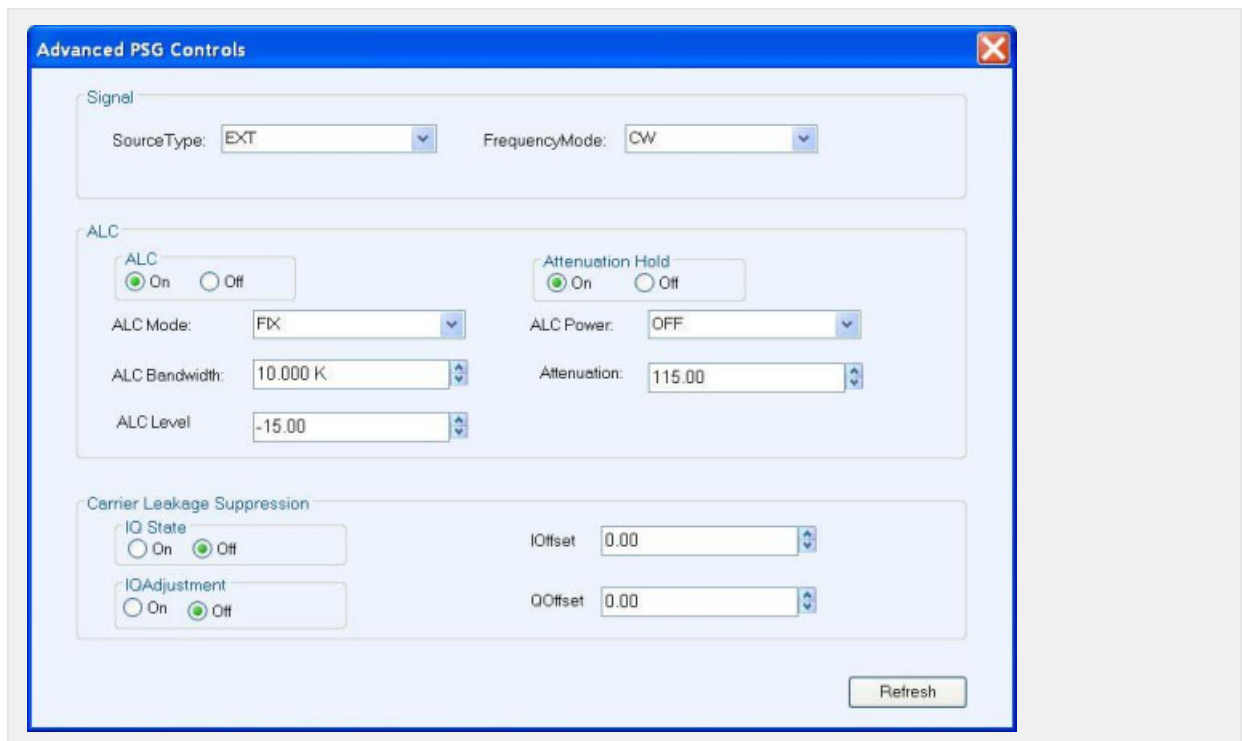 Advanced PSG Controls
Signal
SourceType: EXT FrequencyMode: CW
ALC
ALC Attenuation Hold
On Off On Off
ALC Mode: FIX ALC Power: OFF
ALC Bandwidth: 10.000 K Attenuation: 115.00
ALC Level -15.00
Carrier Leakage Suppression
IQ State
On Off IOffset 0.00
IQAdjustment
On Off QOffset 0.00
Refresh